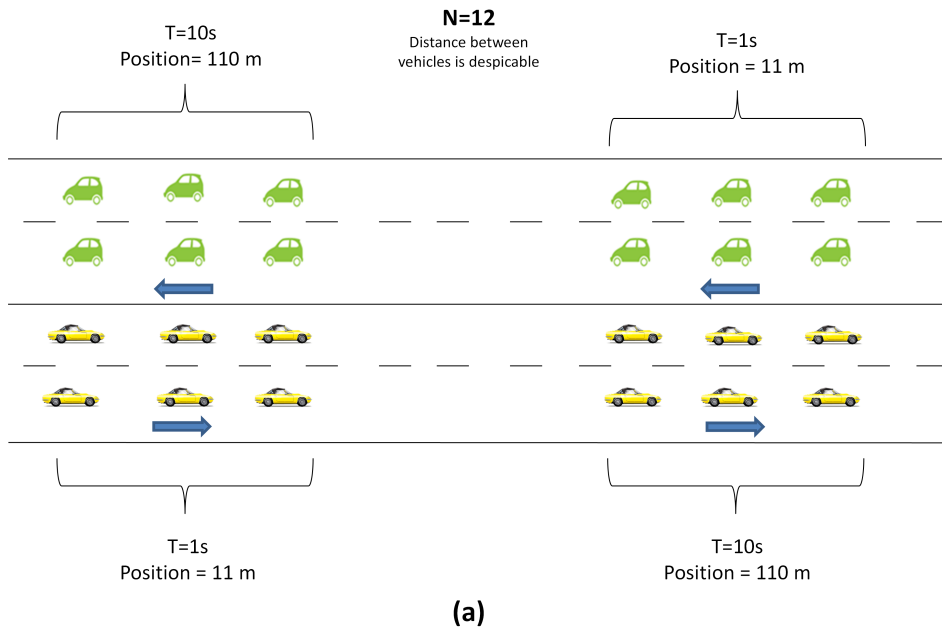 N=12
Distance between
vehicles is despicable
T=10s
Position= 110 m
T=1s
Position = 11 m
T=1s
Position = 11 m
T=10s
Position = 110 m
(a)